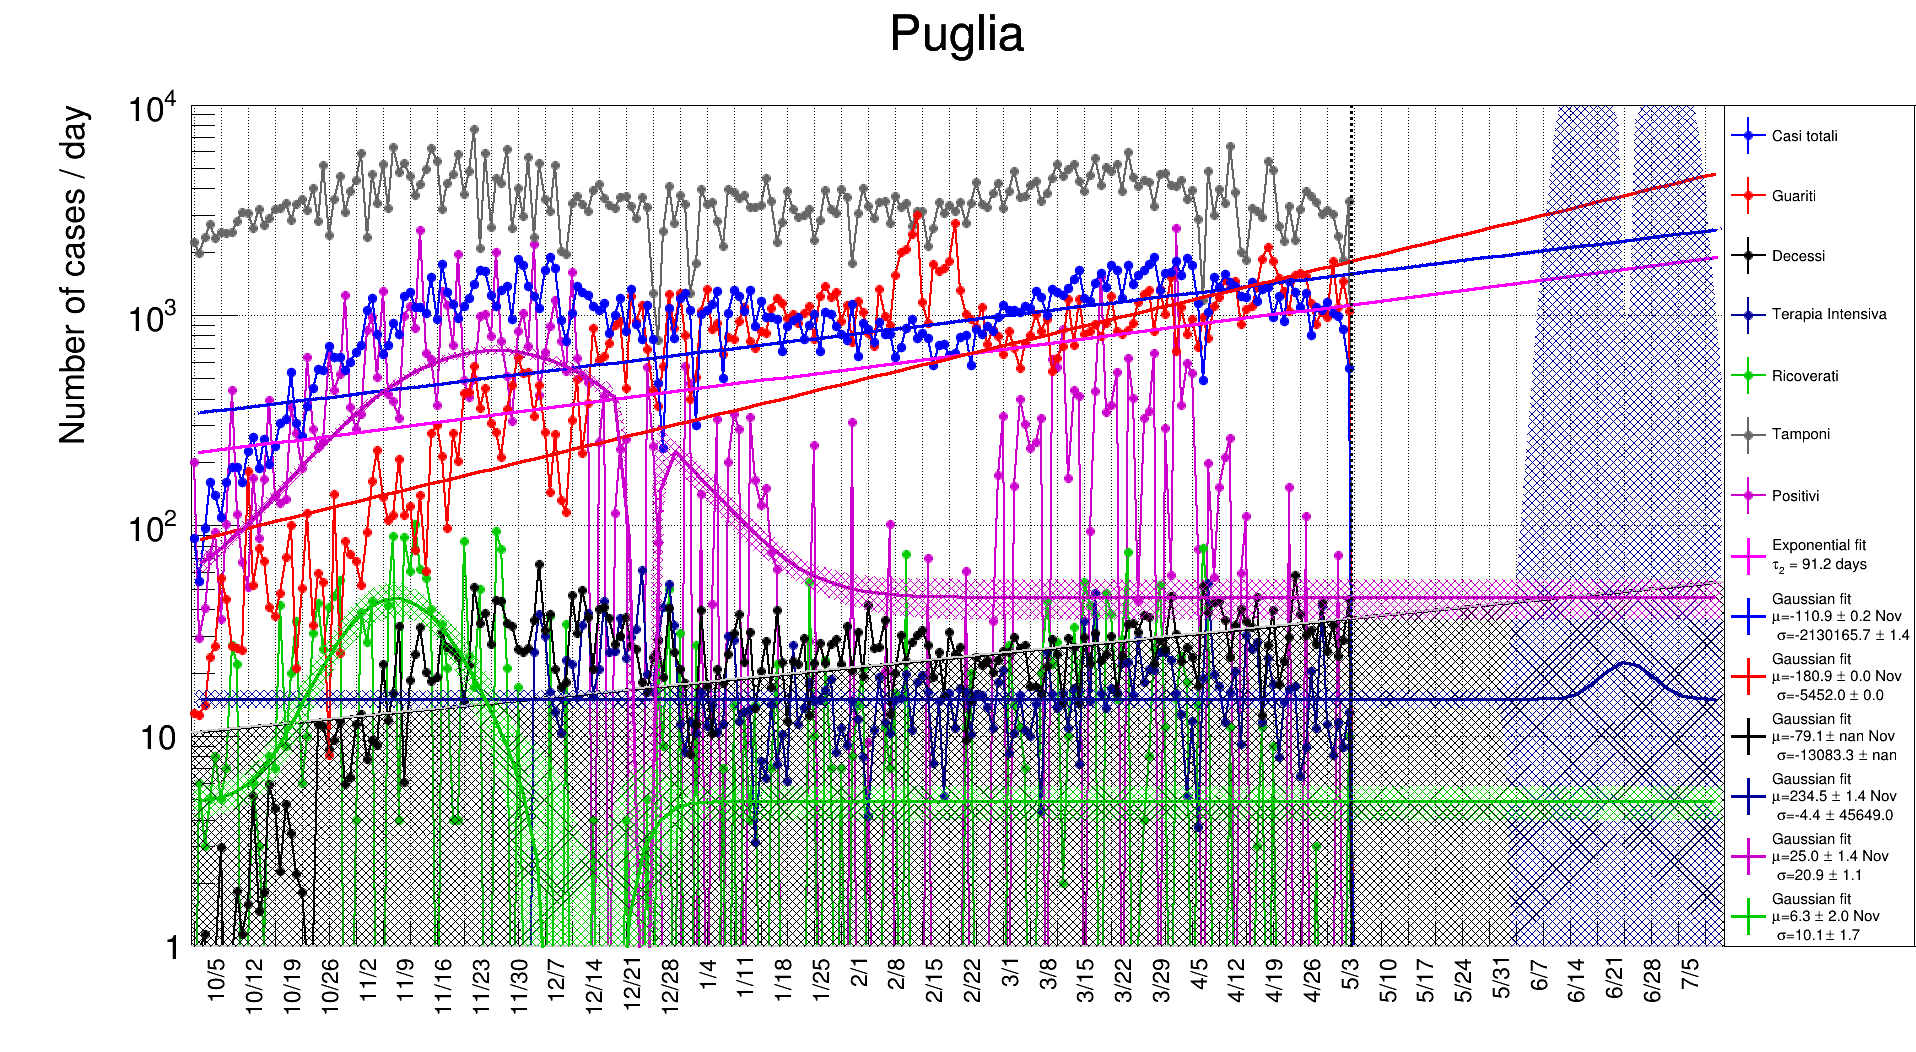 Puglia
Number of cases / day
10^4
10^3
10^2
10
1
10/5
10/12
10/19
10/26
11/2
11/9
11/16
11/23
11/30
12/7
12/14
12/21
12/28
1/4
1/11
1/18
1/25
2/1
2/8
2/15
2/22
3/1
3/8
3/15
3/22
3/29
4/5
4/12
4/19
4/26
5/3
5/10
5/17
5/24
5/31
6/7
6/14
6/21
6/28
7/5
Casi totali
Guariti
Decessi
Terapia Intensiva
Ricoverati
Tamponi
Positivi
Exponential fit
τ₂ = 91.2 days
Gaussian fit
μ=-110.9 ± 0.2 Nov
σ=-2130165.7 ± 1.4
Gaussian fit
μ=-180.9 ± 0.0 Nov
σ=-5452.0 ± 0.0
Gaussian fit
μ=-79.1 ± nan Nov
σ=-13083.3 ± nan
Gaussian fit
μ=234.5 ± 1.4 Nov
σ=-4.4 ± 45649.0
Gaussian fit
μ=25.0 ± 1.4 Nov
σ=20.9 ± 1.1
Gaussian fit
μ=6.3 ± 2.0 Nov
σ=10.1 ± 1.7